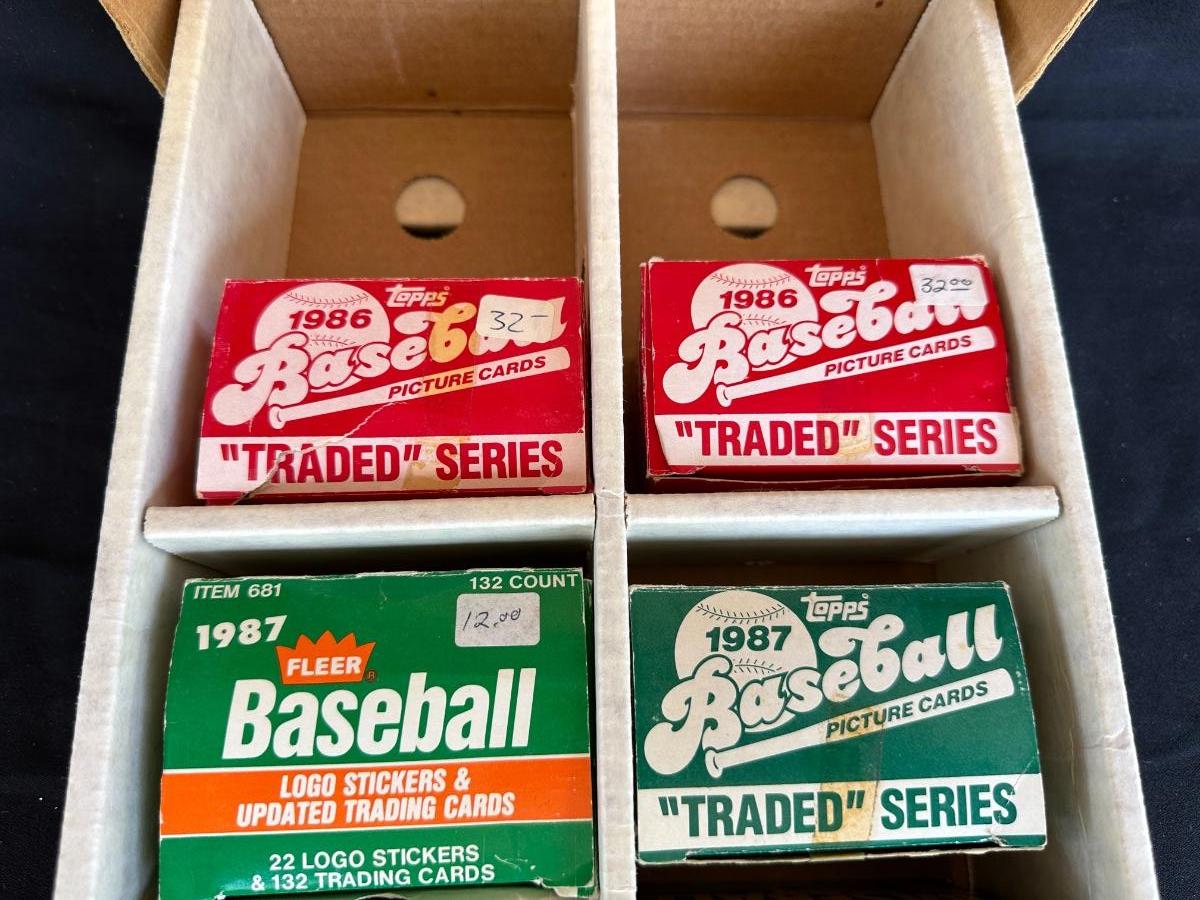 topps
1986
32-
Baseball
PICTURE CARDS
"TRADED" SERIES
topps
1986
32.00
Baseball
PICTURE CARDS
"TRADED" SERIES
ITEM 681
132 COUNT
1987
12.00
FLEER
Baseball
LOGO STICKERS &
UPDATED TRADING CARDS
22 LOGO STICKERS
& 132 TRADING CARDS
topps
1987
Baseball
PICTURE CARDS
"TRADED" SERIES